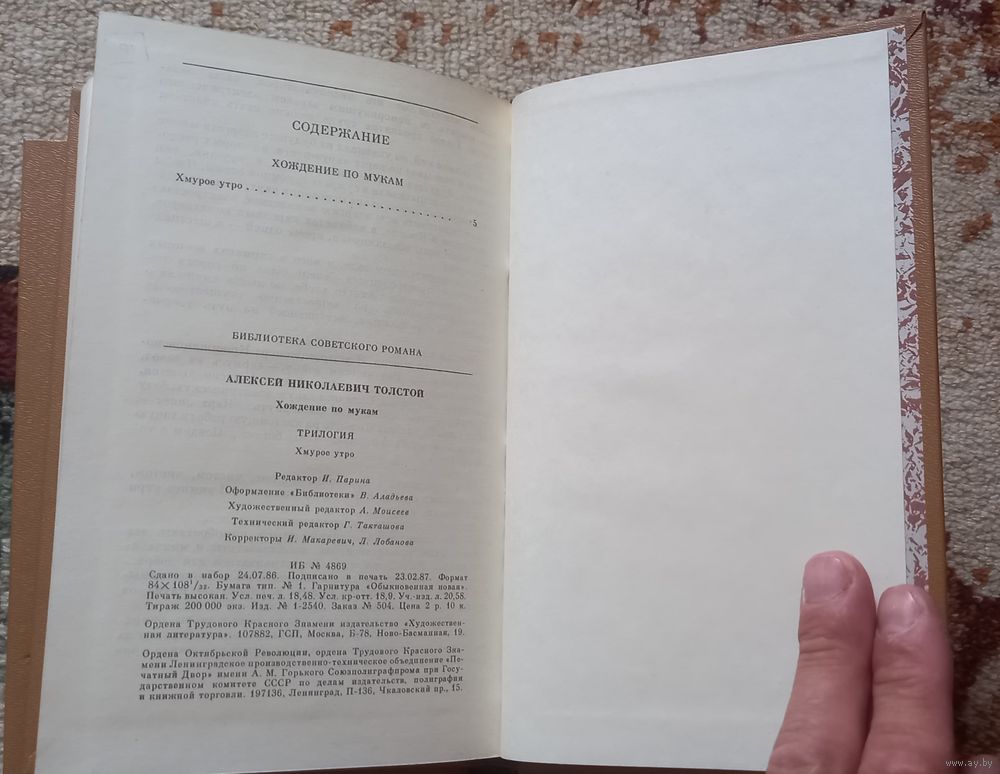 СОДЕРЖАНИЕ
ХОЖДЕНИЕ ПО МУКАМ
Хмурое утро . . . . . . . . . . . . . . . . . . . . . . . . . . 5
БИБЛИОТЕКА СОВЕТСКОГО РОМАНА
АЛЕКСЕЙ НИКОЛАЕВИЧ ТОЛСТОЙ
Хождение по мукам
ТРИЛОГИЯ
Хмурое утро
Редактор И. Парина
Оформление «Библиотеки» В. Аладьева
Художественный редактор А. Моисеев
Технический редактор Г. Такташова
Корректоры И. Макаревич, Л. Лобанова
ИБ № 4869
Сдано в набор 24.07.86. Подписано в печать 23.02.87. Формат
84×108¹/₃₂. Бумага тип. № 1. Гарнитура «Обыкновенная новая».
Печать высокая. Усл. печ. л. 18,48. Усл. кр-отт. 18,9. Уч.-изд. л. 20,58.
Тираж 200 000 экз. Изд. № 1-2540. Заказ № 504. Цена 2 р. 10 к.
Ордена Трудового Красного Знамени издательство «Художествен-
ная литература». 107882, ГСП, Москва, Б-78, Ново-Басманная, 19.
Ордена Октябрьской Революции, ордена Трудового Красного Зна-
мени Ленинградское производственно-техническое объединение «Пе-
чатный Двор» имени А. М. Горького Союзполиграфпрома при Госу-
дарственном комитете СССР по делам издательств, полиграфии
и книжной торговли. 197136, Ленинград, П-136, Чкаловский пр., 15.
www.ay.by